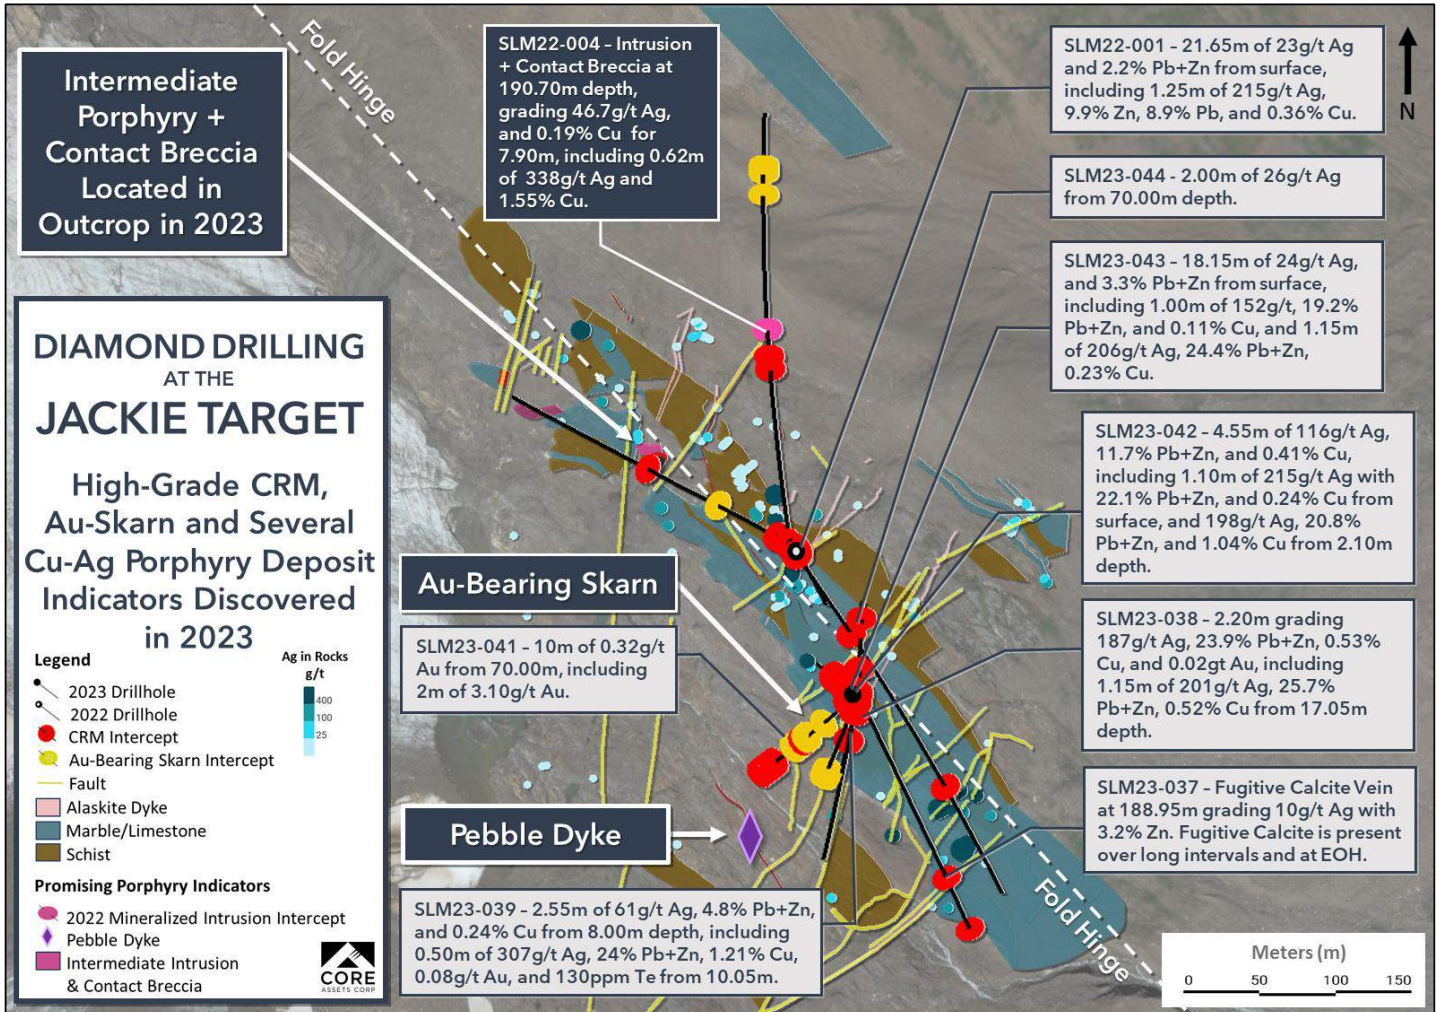 Fold Hinge
Intermediate
Porphyry +
Contact Breccia
Located in
Outcrop in 2023
SLM22-004 – Intrusion
+ Contact Breccia at
190.70m depth,
grading 46.7g/t Ag,
and 0.19% Cu for
7.90m, including 0.62m
of 338g/t Ag and
1.55% Cu.
SLM22-001 – 21.65m of 23g/t Ag
and 2.2% Pb+Zn from surface,
including 1.25m of 215g/t Ag,
9.9% Zn, 8.9% Pb, and 0.36% Cu.
N
SLM23-044 - 2.00m of 26g/t Ag
from 70.00m depth.
SLM23-043 – 18.15m of 24g/t Ag,
and 3.3% Pb+Zn from surface,
including 1.00m of 152g/t, 19.2%
Pb+Zn, and 0.11% Cu, and 1.15m
of 206g/t Ag, 24.4% Pb+Zn,
0.23% Cu.
SLM23-042 – 4.55m of 116g/t Ag,
11.7% Pb+Zn, and 0.41% Cu,
including 1.10m of 215g/t Ag with
22.1% Pb+Zn, and 0.24% Cu from
surface, and 198g/t Ag, 20.8%
Pb+Zn, and 1.04% Cu from 2.10m
depth.
SLM23-038 – 2.20m grading
187g/t Ag, 23.9% Pb+Zn, 0.53%
Cu, and 0.02gt Au, including
1.15m of 201g/t Ag, 25.7%
Pb+Zn, 0.52% Cu from 17.05m
depth.
SLM23-037 – Fugitive Calcite Vein
at 188.95m grading 10g/t Ag with
3.2% Zn. Fugitive Calcite is present
over long intervals and at EOH.
DIAMOND DRILLING
AT THE
JACKIE TARGET
High-Grade CRM,
Au-Skarn and Several
Cu-Ag Porphyry Deposit
Indicators Discovered
in 2023
Legend
2023 Drillhole
2022 Drillhole
CRM Intercept
Au-Bearing Skarn Intercept
Fault
Alaskite Dyke
Marble/Limestone
Schist
Ag in Rocks
g/t
400
100
25
Promising Porphyry Indicators
2022 Mineralized Intrusion Intercept
Pebble Dyke
Intermediate Intrusion
& Contact Breccia
CORE
ASSETS CORP
Au-Bearing Skarn
SLM23-041 – 10m of 0.32g/t
Au from 70.00m, including
2m of 3.10g/t Au.
Pebble Dyke
SLM23-039 – 2.55m of 61g/t Ag, 4.8% Pb+Zn,
and 0.24% Cu from 8.00m depth, including
0.50m of 307g/t Ag, 24% Pb+Zn, 1.21% Cu,
0.08g/t Au, and 130ppm Te from 10.05m.
Fold Hinge
Meters (m)
0 50 100 150